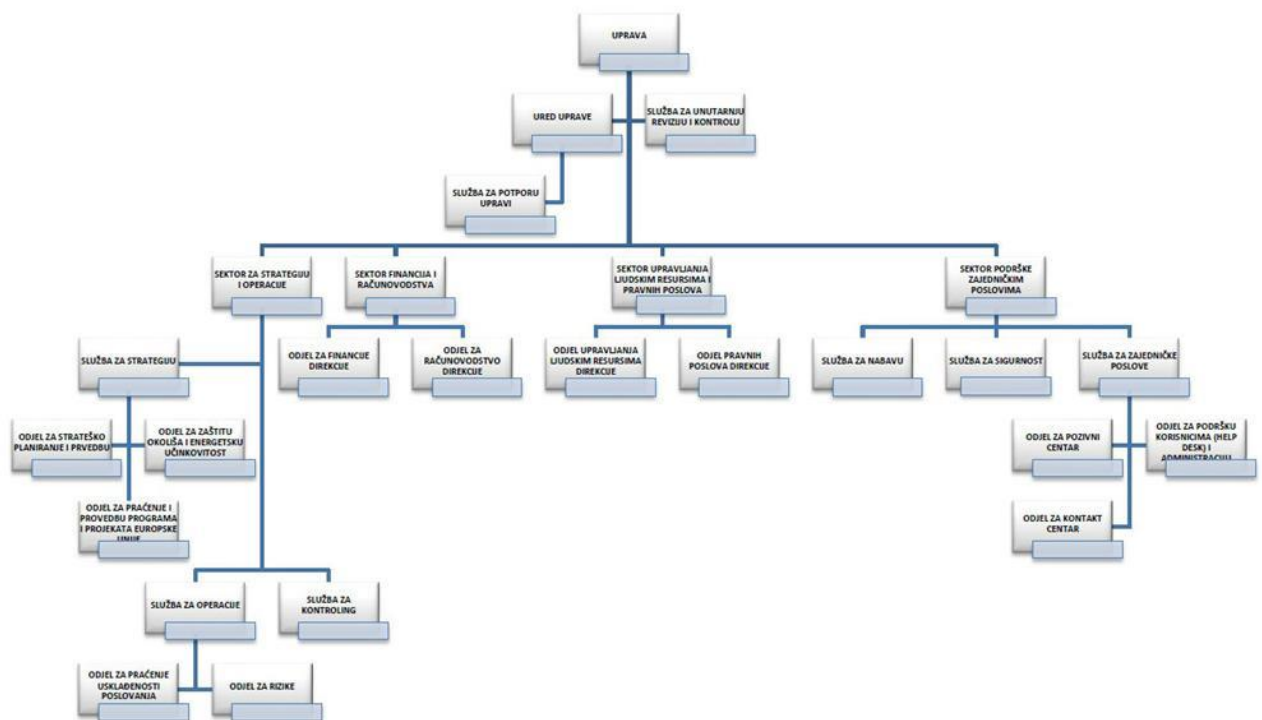 UPRAVA
URED UPRAVE
SLUŽBA ZA UNUTARNJU
REVIZIJU I KONTROLU
SLUŽBA ZA POTPORU
UPRAVI
SEKTOR ZA STRATEGIJU
I OPERACIJE
SEKTOR FINANCIJA I
RAČUNOVODSTVA
SEKTOR UPRAVLJANJA
LJUDSKIM RESURSIMA I
PRAVNIH POSLOVA
SEKTOR PODRŠKE
ZAJEDNIČKIM
POSLOVIMA
SLUŽBA ZA STRATEGIJU
ODJEL ZA FINANCIJE
DIREKCIJE
ODJEL ZA
RAČUNOVODSTVO
DIREKCIJE
ODJEL UPRAVLJANJA
LJUDSKIM RESURSIMA
DIREKCIJE
ODJEL PRAVNIH
POSLOVA DIREKCIJE
SLUŽBA ZA NABAVU
SLUŽBA ZA SIGURNOST
SLUŽBA ZA ZAJEDNIČKE
POSLOVE
ODJEL ZA STRATEŠKO
PLANIRANJE I PRVEDBU
ODJEL ZA ZAŠTITU
OKOLIŠA I ENERGETSKU
UČINKOVITOST
ODJEL ZA POZIVNI
CENTAR
ODJEL ZA PODRŠKU
KORISNICIMA (HELP
DESK) I
ADMINISTRACIJU
ODJEL ZA PRAĆENJE I
PROVEDBU PROGRAMA
I PROJEKATA EUROPSKE
UNIJE
ODJEL ZA KONTAKT
CENTAR
SLUŽBA ZA OPERACIJE
SLUŽBA ZA
KONTROLING
ODJEL ZA PRAĆENJE
USKLAĐENOSTI
POSLOVANJA
ODJEL ZA RIZIKE